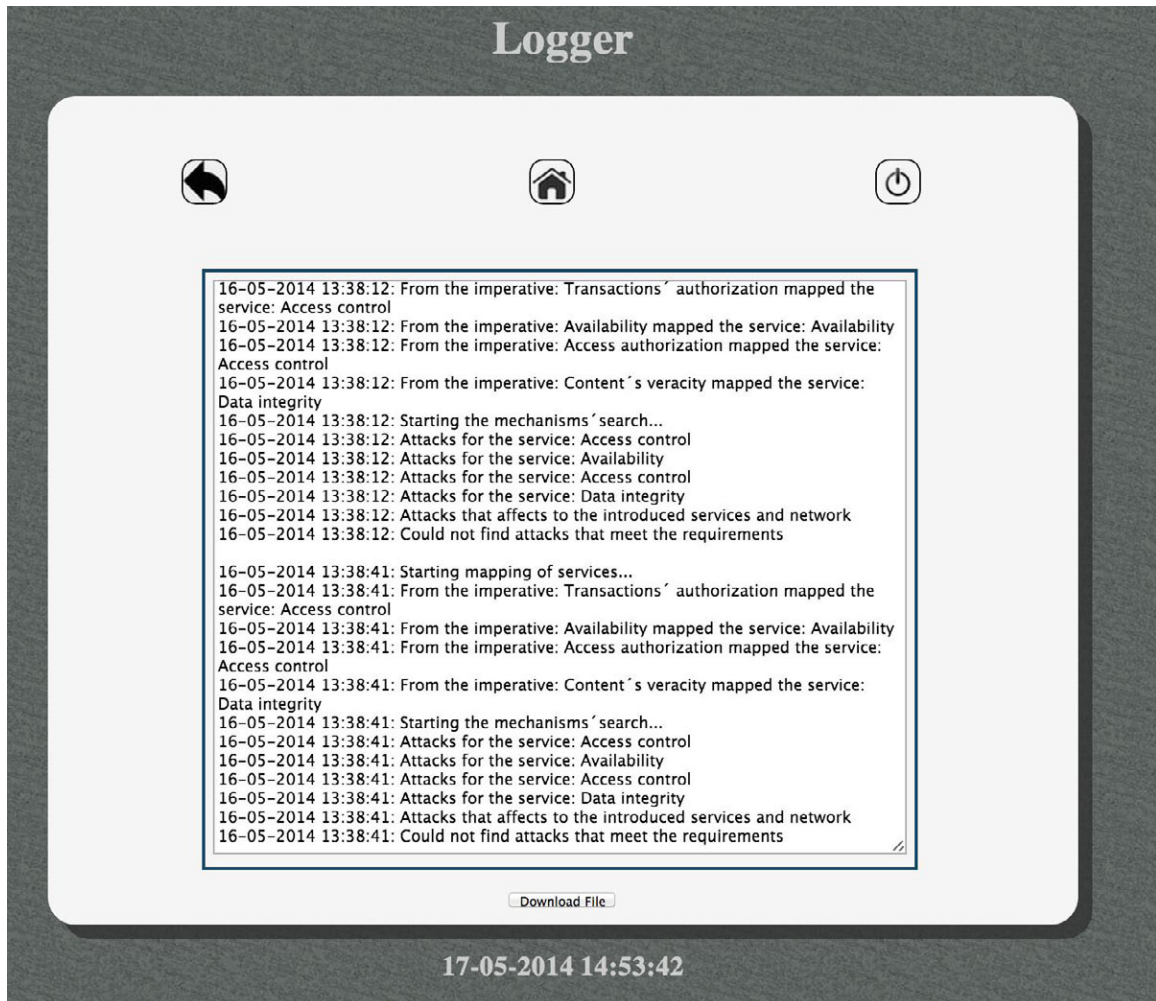 Logger
16-05-2014 13:38:12: From the imperative: Transactions´ authorization mapped the
service: Access control
16-05-2014 13:38:12: From the imperative: Availability mapped the service: Availability
16-05-2014 13:38:12: From the imperative: Access authorization mapped the service:
Access control
16-05-2014 13:38:12: From the imperative: Content´s veracity mapped the service:
Data integrity
16-05-2014 13:38:12: Starting the mechanisms´search...
16-05-2014 13:38:12: Attacks for the service: Access control
16-05-2014 13:38:12: Attacks for the service: Availability
16-05-2014 13:38:12: Attacks for the service: Access control
16-05-2014 13:38:12: Attacks for the service: Data integrity
16-05-2014 13:38:12: Attacks that affects to the introduced services and network
16-05-2014 13:38:12: Could not find attacks that meet the requirements
16-05-2014 13:38:41: Starting mapping of services...
16-05-2014 13:38:41: From the imperative: Transactions´ authorization mapped the
service: Access control
16-05-2014 13:38:41: From the imperative: Availability mapped the service: Availability
16-05-2014 13:38:41: From the imperative: Access authorization mapped the service:
Access control
16-05-2014 13:38:41: From the imperative: Content´s veracity mapped the service:
Data integrity
16-05-2014 13:38:41: Starting the mechanisms´search...
16-05-2014 13:38:41: Attacks for the service: Access control
16-05-2014 13:38:41: Attacks for the service: Availability
16-05-2014 13:38:41: Attacks for the service: Access control
16-05-2014 13:38:41: Attacks for the service: Data integrity
16-05-2014 13:38:41: Attacks that affects to the introduced services and network
16-05-2014 13:38:41: Could not find attacks that meet the requirements
Download File
17-05-2014 14:53:42